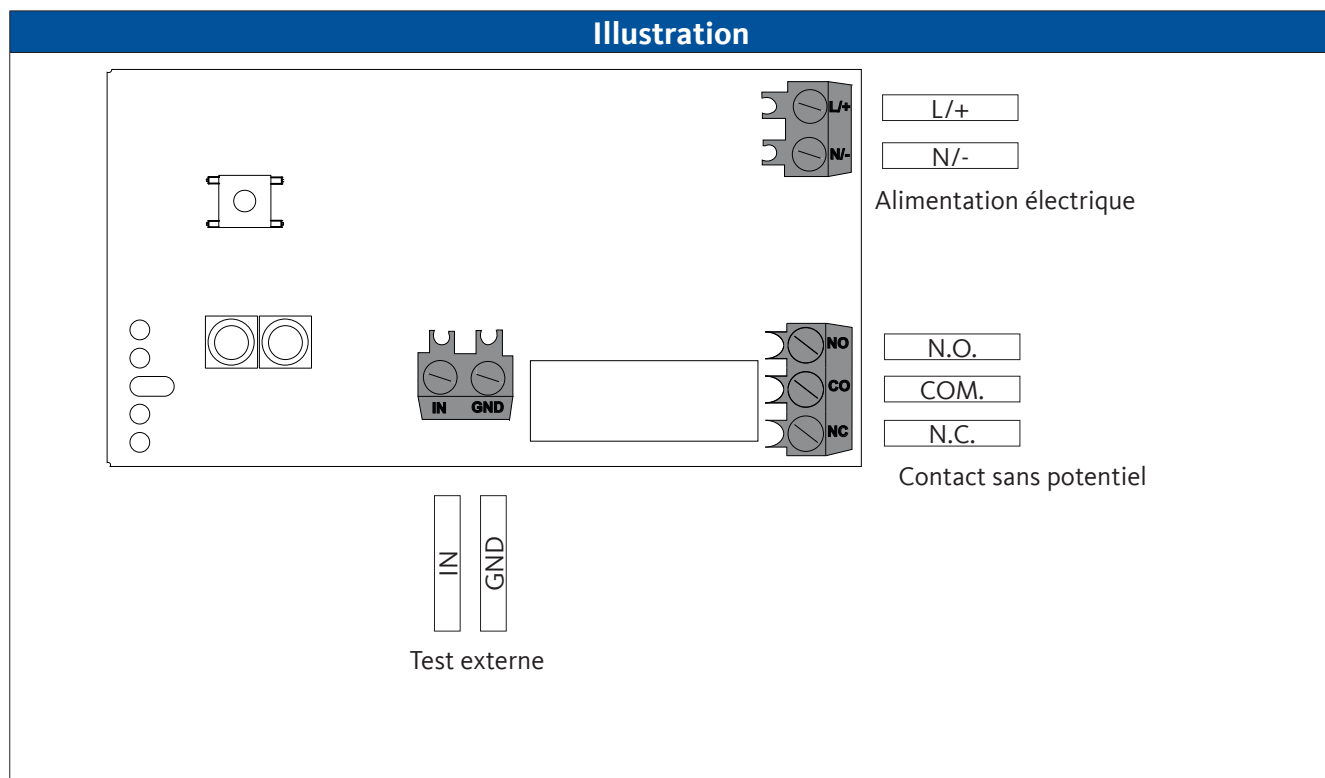 Illustration
L/+
L/+
N/-
N/-
Alimentation électrique
NO
N.O.
CO
COM.
NC
N.C.
IN GND
Contact sans potentiel
IN
GND
Test externe